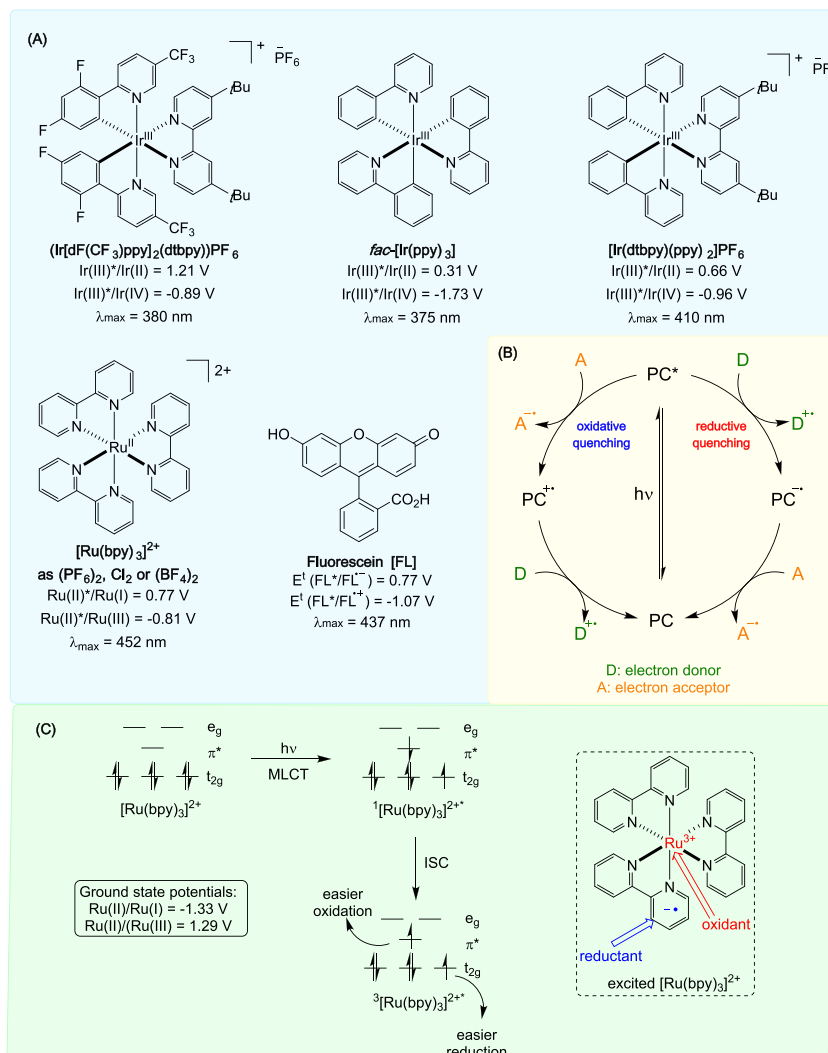 (A)
CF3
+
PF6
–
F
N
tBu
F
N
IrIII
F
N
N
tBu
F
CF3
(Ir[dF(CF3)ppy]2(dtbpy))PF6
Ir(III)*/Ir(II) = 1.21 V
Ir(III)*/Ir(IV) = -0.89 V
λmax = 380 nm
N
IrIII
N
N
fac-[Ir(ppy)3]
Ir(III)*/Ir(II) = 0.31 V
Ir(III)*/Ir(IV) = -1.73 V
λmax = 375 nm
+
–
PF
tBu
N
N
IrIII
N
N
tBu
[Ir(dtbpy)(ppy)2]PF6
Ir(III)*/Ir(II) = 0.66 V
Ir(III)*/Ir(IV) = -0.96 V
λmax = 410 nm
2+
N
N
N
RuII
N
N
N
[Ru(bpy)3]2+
as (PF6)2, Cl2 or (BF4)2
Ru(II)*/Ru(I) = 0.77 V
Ru(II)*/Ru(III) = -0.81 V
λmax = 452 nm
HO
O
O
CO2H
Fluorescein [FL]
Et (FL*/FL•−) = 0.77 V
Et (FL*/FL•+) = -1.07 V
λmax = 437 nm
(B)
A
PC*
D
A−•
oxidative
quenching
reductive
quenching
D+•
PC+•
hν
PC−•
D
A
D+•
PC
A−•
D: electron donor
A: electron acceptor
(C)
eg
π*
t2g
[Ru(bpy)3]2+
hν
MLCT
eg
π*
t2g
1[Ru(bpy)3]2+*
ISC
Ground state potentials:
Ru(II)/Ru(I) = -1.33 V
Ru(II)/(Ru(III) = 1.29 V
easier
oxidation
eg
π*
t2g
3[Ru(bpy)3]2+*
easier
reduction
N
N
N
Ru3+
N
N
N
−•
oxidant
reductant
excited [Ru(bpy)3]2+